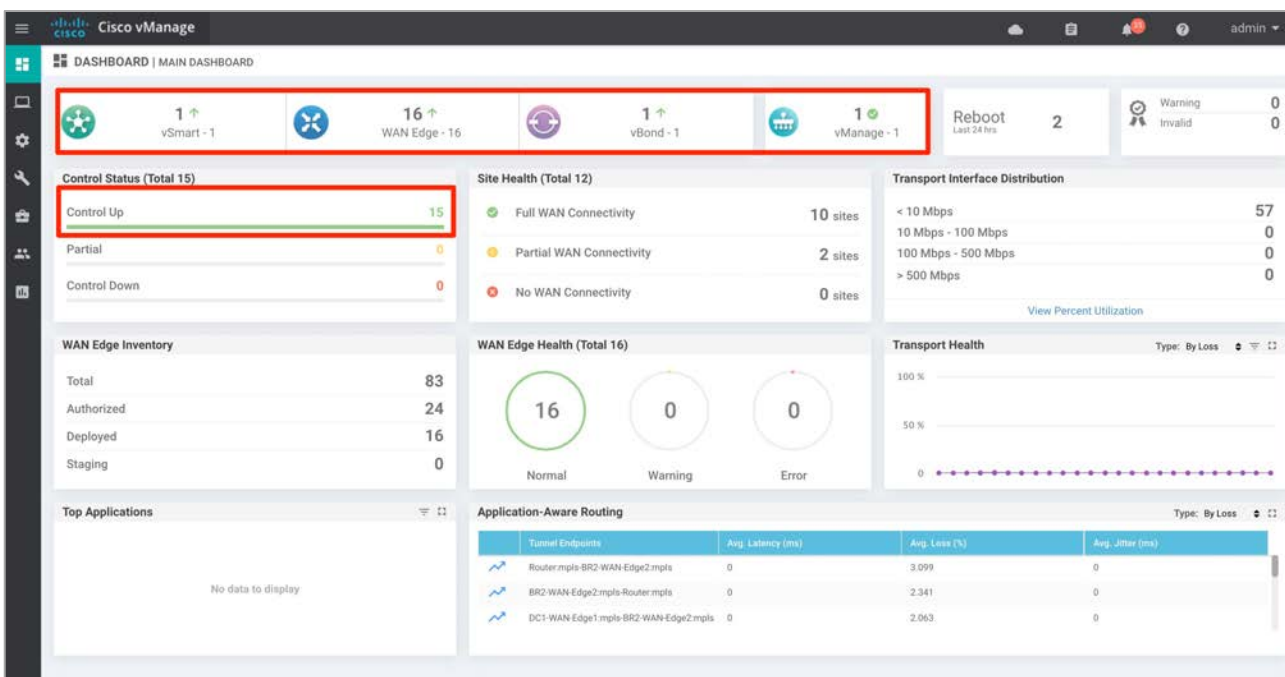 CISCO Cisco vManage 31 admin
DASHBOARD | MAIN DASHBOARD
1 16 1 1
vSmart - 1 WAN Edge - 16 vBond - 1 vManage - 1
Reboot 2
Last 24 hrs
Warning 0
Invalid 0
Control Status (Total 15)
Control Up 15
Partial 0
Control Down 0
Site Health (Total 12)
Full WAN Connectivity 10 sites
Partial WAN Connectivity 2 sites
No WAN Connectivity 0 sites
Transport Interface Distribution
< 10 Mbps 57
10 Mbps - 100 Mbps 0
100 Mbps - 500 Mbps 0
> 500 Mbps 0
View Percent Utilization
WAN Edge Inventory
Total 83
Authorized 24
Deployed 16
Staging 0
WAN Edge Health (Total 16)
16 0 0
Normal Warning Error
Transport Health Type: By Loss
100 %
50 %
0
Top Applications
No data to display
Application-Aware Routing Type: By Loss
Tunnel Endpoints Avg. Latency (ms) Avg. Loss (%) Avg. Jitter (ms)
Router:mpls-BR2-WAN-Edge2:mpls 0 3.099 0
BR2-WAN-Edge2:mpls-Router:mpls 0 2.341 0
DC1-WAN-Edge1:mpls-BR2-WAN-Edge2:mpls 0 2.063 0